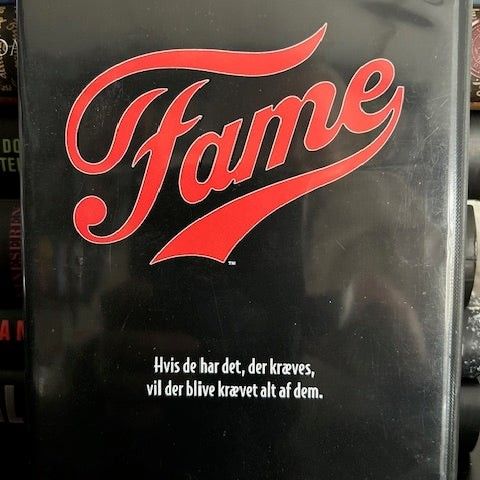 Fame
TM
Hvis de har det, der kræves,
vil der blive krævet alt af dem.